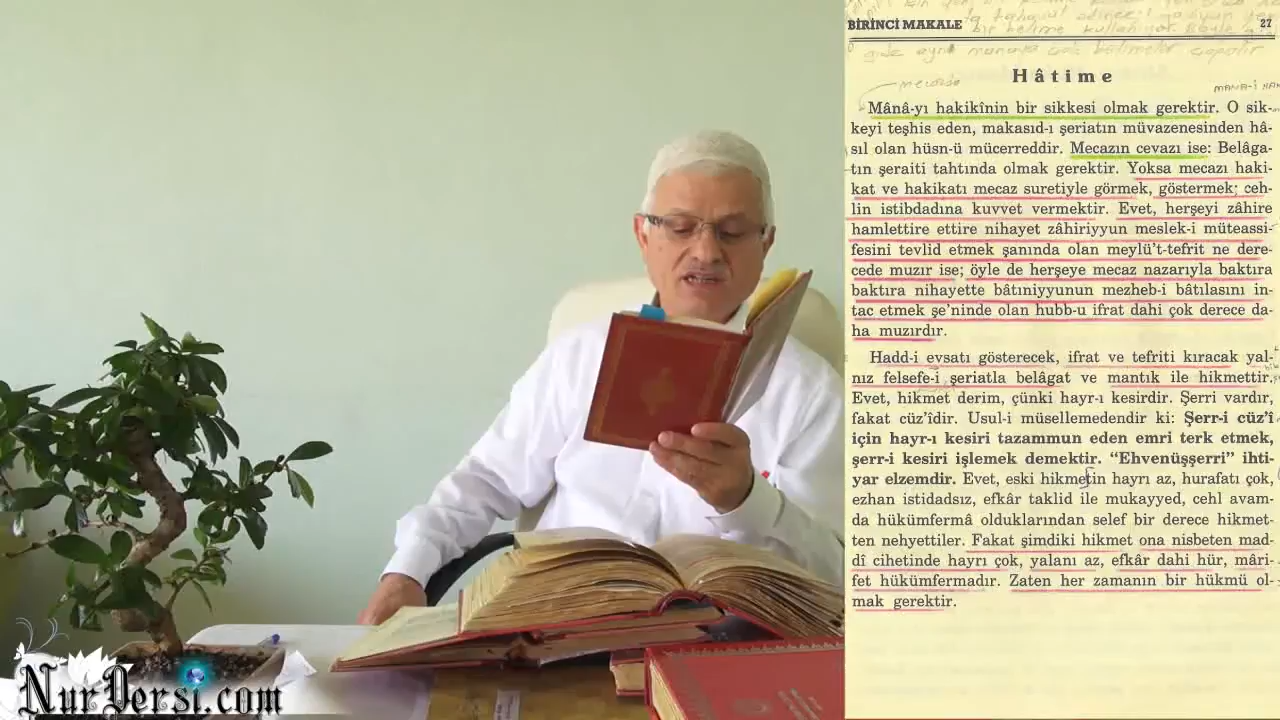 BİRİNCİ MAKALE 27
Hâtime
Mânâ-yı hakikînin bir sikkesi olmak gerektir. O sik-
keyi teşhis eden, makasıd-ı şeriatın müvazenesinden hâ-
sıl olan hüsn-ü mücerreddir. Mecazın cevazı ise: Belâga-
tın şeraiti tahtında olmak gerektir. Yoksa mecazı haki-
kat ve hakikatı mecaz suretiyle görmek, göstermek; ceh-
lin istibdadına kuvvet vermektir. Evet, herşeyi zâhire
hamlettire ettire nihayet zâhiriyyun meslek-i müteassi-
fesini tevlid etmek şanında olan meylü't-tefrit ne dere-
cede muzır ise; öyle de herşeye mecaz nazarıyla baktıra
baktıra nihayette bâtıniyyunun mezheb-i bâtılasını in-
tac etmek şe'ninde olan hubb-u ifrat dahi çok derece da-
ha muzırdır.
Hadd-i evsatı gösterecek, ifrat ve tefriti kıracak yal-
nız felsefe-i şeriatla belâgat ve mantık ile hikmettir.
Evet, hikmet derim, çünki hayr-ı kesirdir. Şerri vardır,
fakat cüz'îdir. Usul-i müsellemedendir ki: Şerr-i cüz'î
için hayr-ı kesiri tazammun eden emri terk etmek,
şerr-i kesiri işlemek demektir. "Ehvenüşşerri" ihti-
yar elzemdir. Evet, eski hikmetin hayrı az, hurafatı çok,
ezhan istidadsız, efkâr taklid ile mukayyed, cehl avam-
da hükümfermâ olduklarından selef bir derece hikmet-
ten nehyettiler. Fakat şimdiki hikmet ona nisbeten mad-
dî cihetinde hayrı çok, yalanı az, efkâr dahi hür, mâri-
fet hükümfermadır. Zaten her zamanın bir hükmü ol-
mak gerektir.
NurDersi.com